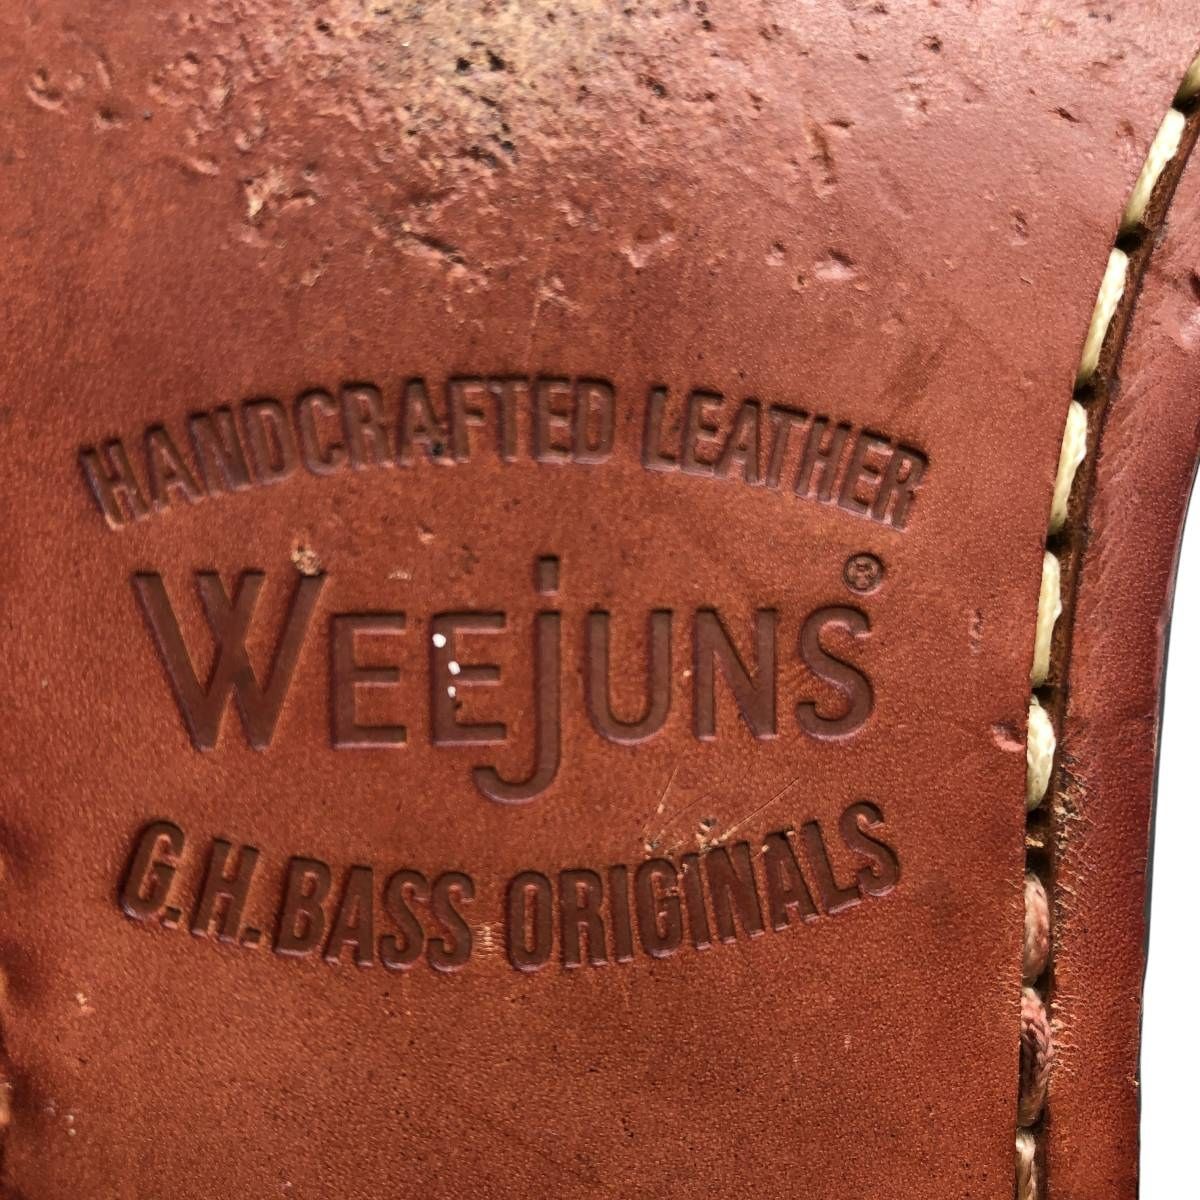 HANDCRAFTED LEATHER
WEEjUNS®
G.H.BASS ORIGINALS